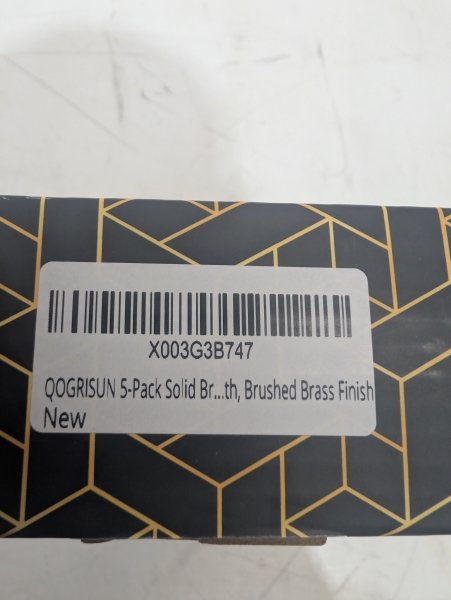 X003G3B747
QOGRISUN 5-Pack Solid Br...th, Brushed Brass Finish
New